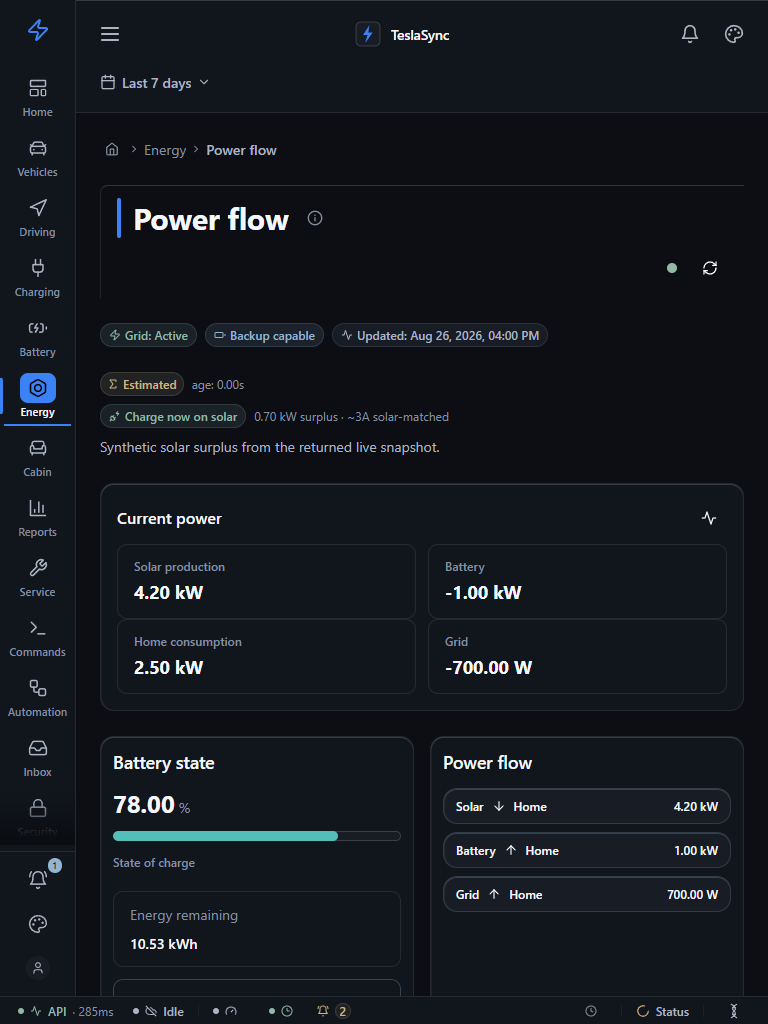 TeslaSync
Last 7 days
Home
Vehicles
Driving
Charging
Battery
Energy
Cabin
Reports
Service
Commands
Automation
Inbox
Security
1
Energy
Power flow
Power flow
Grid: Active
Backup capable
Updated: Aug 26, 2026, 04:00 PM
Estimated
age: 0.00s
Charge now on solar
0.70 kW surplus · ~3A solar-matched
Synthetic solar surplus from the returned live snapshot.
Current power
Solar production
4.20 kW
Battery
-1.00 kW
Home consumption
2.50 kW
Grid
-700.00 W
Battery state
78.00 %
State of charge
Energy remaining
10.53 kWh
Power flow
Solar ↓ Home 4.20 kW
Battery ↑ Home 1.00 kW
Grid ↑ Home 700.00 W
API · 285ms
Idle
2
Status